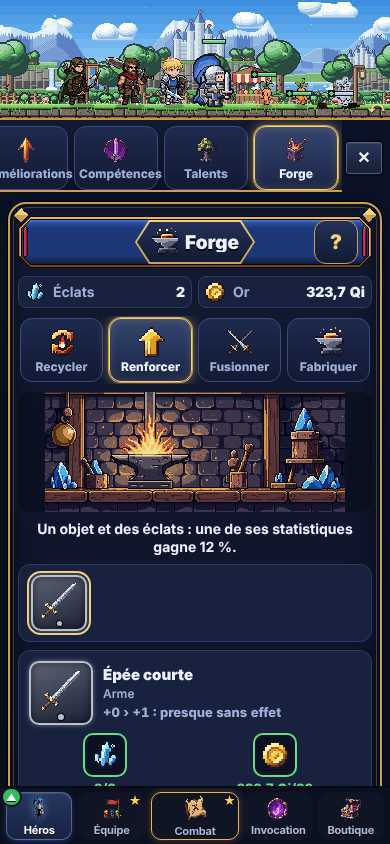 Compétences
Talents
Forge
×
Forge
?
Éclats
2
Or
323,7 Qi
Recycler
Renforcer
Fusionner
Fabriquer
Un objet et des éclats : une de ses statistiques
gagne 12 %.
Épée courte
Arme
+0 › +1 : presque sans effet
Héros
Équipe
Combat
Invocation
Boutique